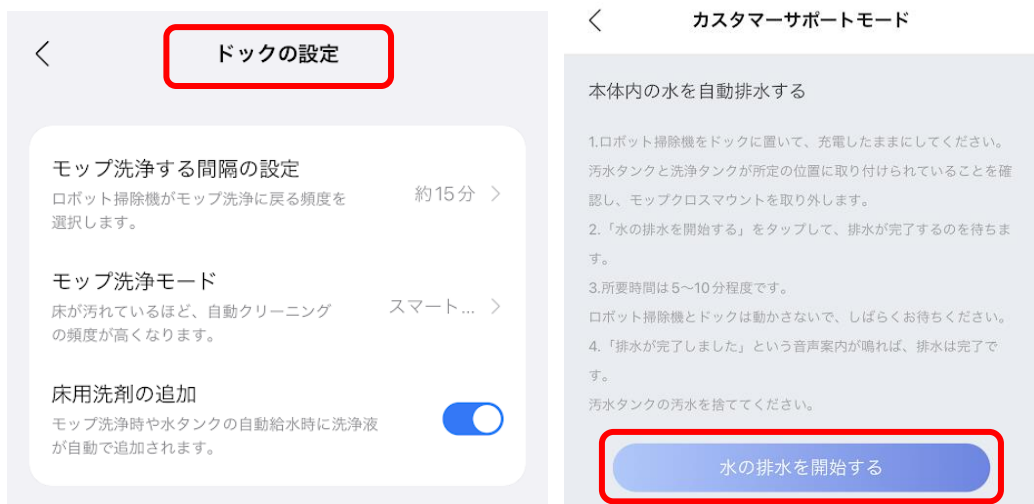 ドックの設定
モップ洗浄する間隔の設定
ロボット掃除機がモップ洗浄に戻る頻度を
選択します。
約15分
モップ洗浄モード
床が汚れているほど、自動クリーニング
の頻度が高くなります。
スマート...
床用洗剤の追加
モップ洗浄時や水タンクの自動給水時に洗浄液
が自動で追加されます。
カスタマーサポートモード
本体内の水を自動排水する
1.ロボット掃除機をドックに置いて、充電したままにしてください。
汚水タンクと洗浄タンクが所定の位置に取り付けられていることを確
認し、モップクロスマウントを取り外します。
2.「水の排水を開始する」をタップして、排水が完了するのを待ちま
す。
3.所要時間は5〜10分程度です。
ロボット掃除機とドックは動かさないで、しばらくお待ちください。
4.「排水が完了しました」という音声案内が鳴れば、排水は完了で
す。
汚水タンクの汚水を捨ててください。
水の排水を開始する